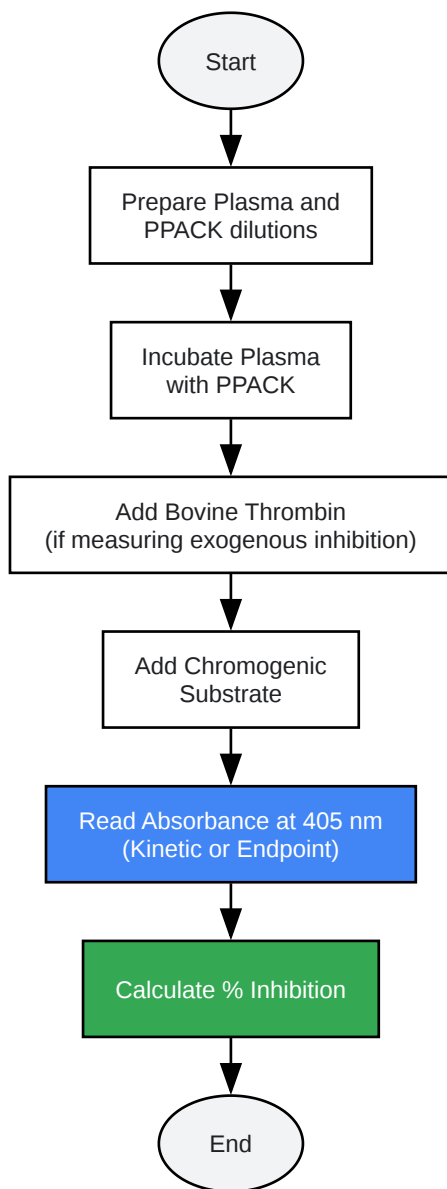 Start
Prepare Plasma and
PPACK dilutions
Incubate Plasma
with PPACK
Add Bovine Thrombin
(if measuring exogenous inhibition)
Add Chromogenic
Substrate
Read Absorbance at 405 nm
(Kinetic or Endpoint)
Calculate % Inhibition
End